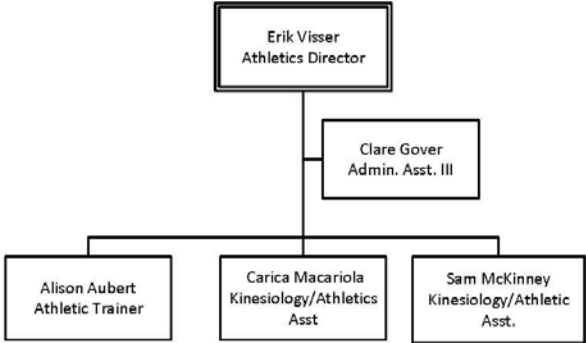 Erik Visser
Athletics Director
Clare Gover
Admin. Asst. III
Alison Aubert
Athletic Trainer
Carica Macariola
Kinesiology/Athletics
Asst
Sam McKinney
Kinesiology/Athletic
Asst.